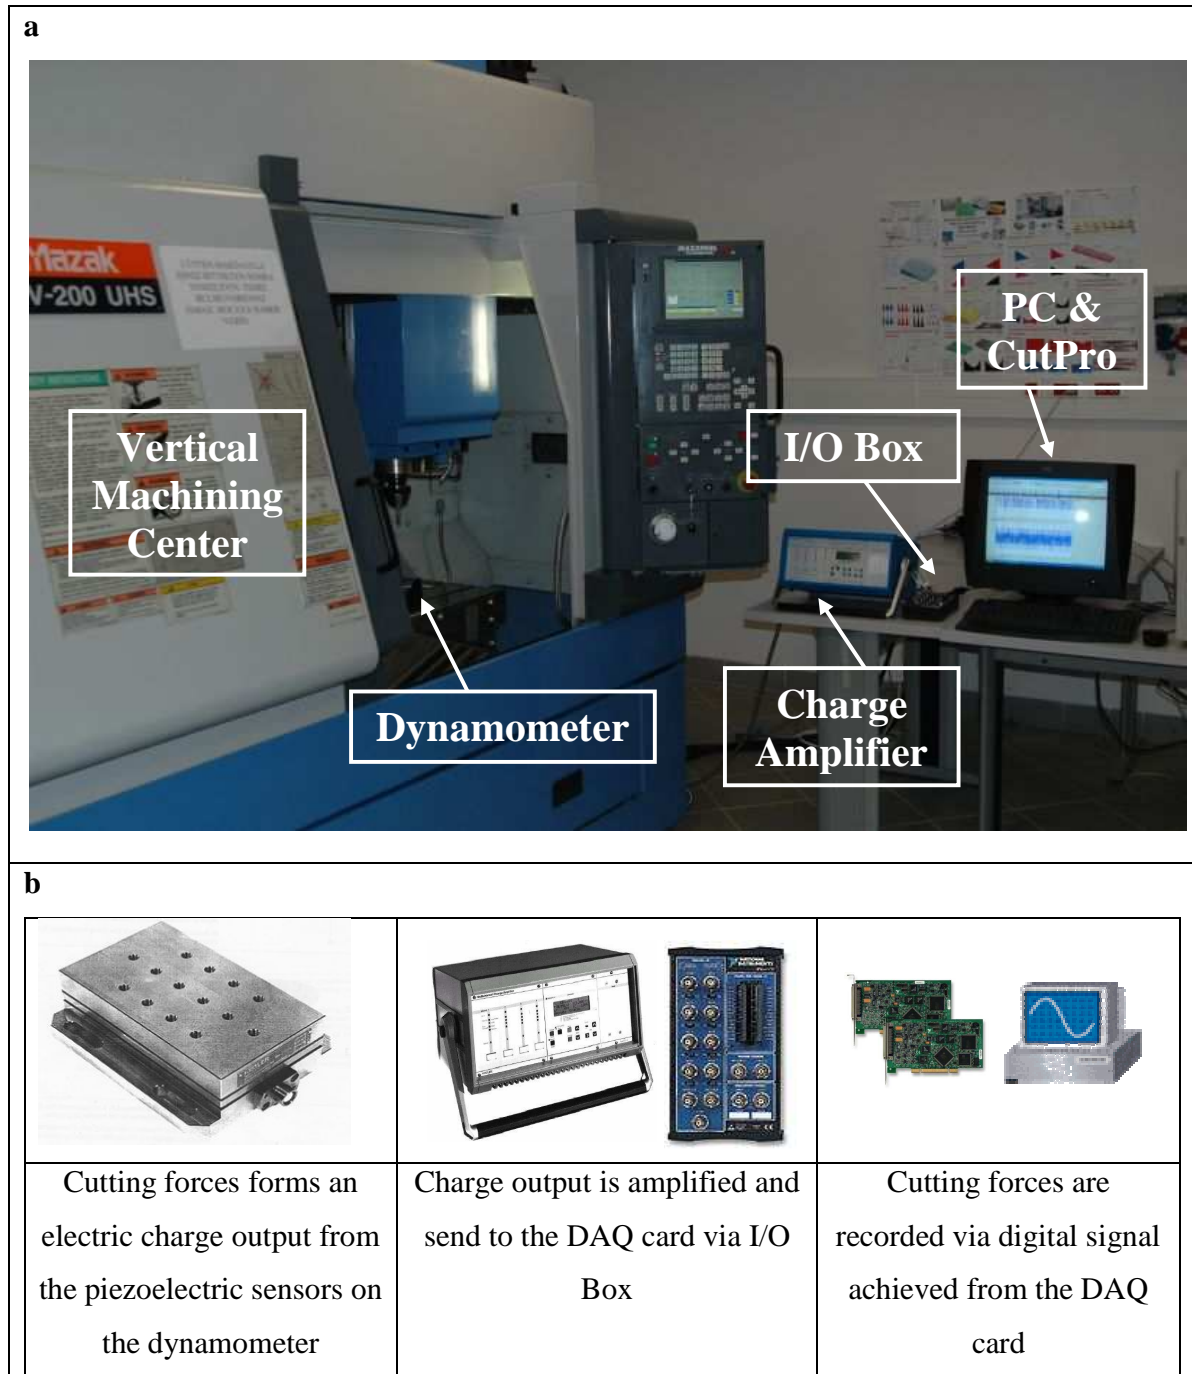 a
Mazak
V-200 UHS
Vertical
Machining
Center
PC &
CutPro
I/O Box
Dynamometer
Charge
Amplifier
b
NATIONAL
INSTRUMENTS
Cutting forces forms an
electric charge output from
the piezoelectric sensors on
the dynamometer
Charge output is amplified and
send to the DAQ card via I/O
Box
Cutting forces are
recorded via digital signal
achieved from the DAQ
card